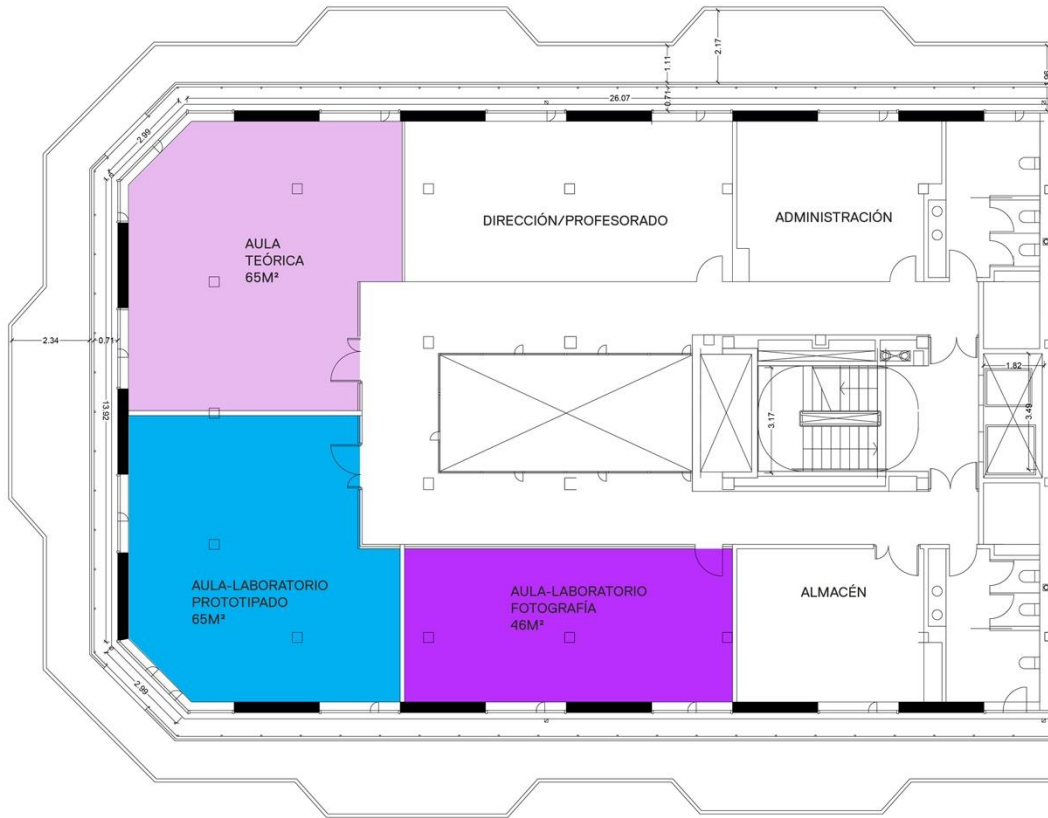 2.17
1.11
1.96
26.07
0.71
2.99
DIRECCIÓN/PROFESORADO
ADMINISTRACIÓN
AULA
TEÓRICA
65M²
2.34
0.71
1.82
13.92
3.17
3.49
AULA-LABORATORIO
PROTOTIPADO
65M²
AULA-LABORATORIO
FOTOGRAFÍA
46M²
ALMACÉN
2.99